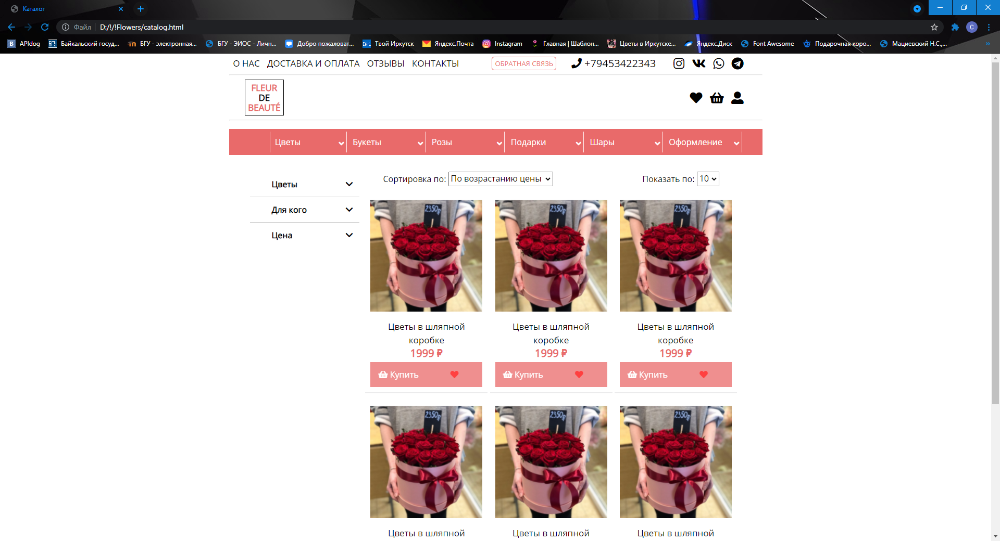 Каталог
Файл
D:/!/!Flowers/catalog.html
C
B APIdog
БГУ Байкальский госуд...
БГУ - электронная...
БГУ - ЭИОС - Личн...
Добро пожаловат...
IRK Твой Иркутск
Яндекс.Почта
Instagram
Главная | Шаблон...
Цветы в Иркутске...
Яндекс.Диск
Font Awesome
Подарочная коро...
Мациевский Н.С.,...
О НАС ДОСТАВКА И ОПЛАТА ОТЗЫВЫ КОНТАКТЫ
ОБРАТНАЯ СВЯЗЬ
+79453422343
FLEUR
DE
BEAUTÉ
Цветы Букеты Розы Подарки Шары Оформление
Цветы
Для кого
Цена
Сортировка по: По возрастанию цены
Показать по: 10
2350₽ 2350₽ 2350₽
Цветы в шляпной Цветы в шляпной Цветы в шляпной
коробке коробке коробке
1999 ₽ 1999 ₽ 1999 ₽
Купить Купить Купить
2350₽ 2350₽ 2350₽
Цветы в шляпной Цветы в шляпной Цветы в шляпной